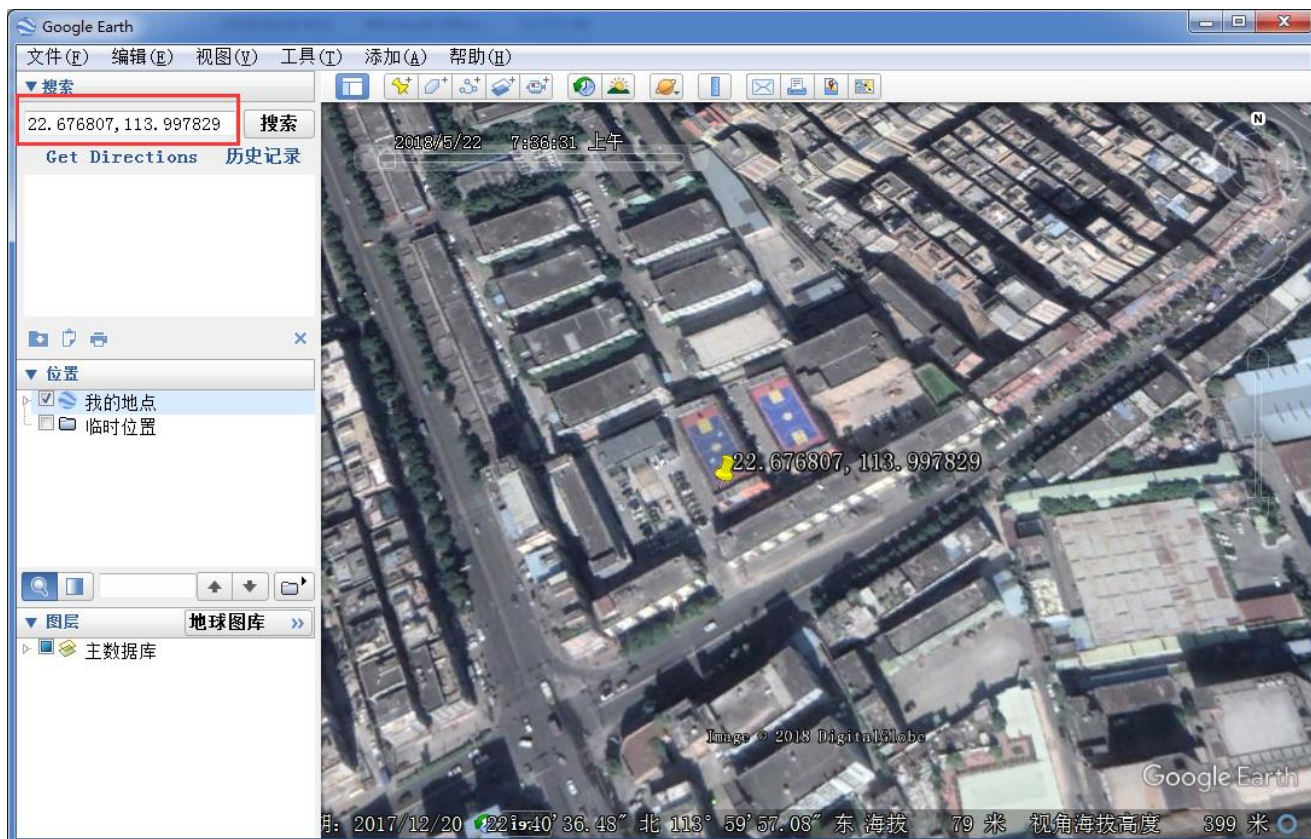 Google Earth
文件(F) 编辑(E) 视图(V) 工具(T) 添加(A) 帮助(H)
搜索
22.676807,113.997829 搜索
Get Directions 历史记录
位置
我的地点
临时位置
图层 地球图库
主数据库
2018/5/22 7:36:31 上午
N
22.676807, 113.997829
Image © 2018 DigitalGlobe
Google Earth
2017/12/20 22° 40'36.48" 北 113° 59'57.08" 东 海拔 79 米 视角海拔高度 399 米